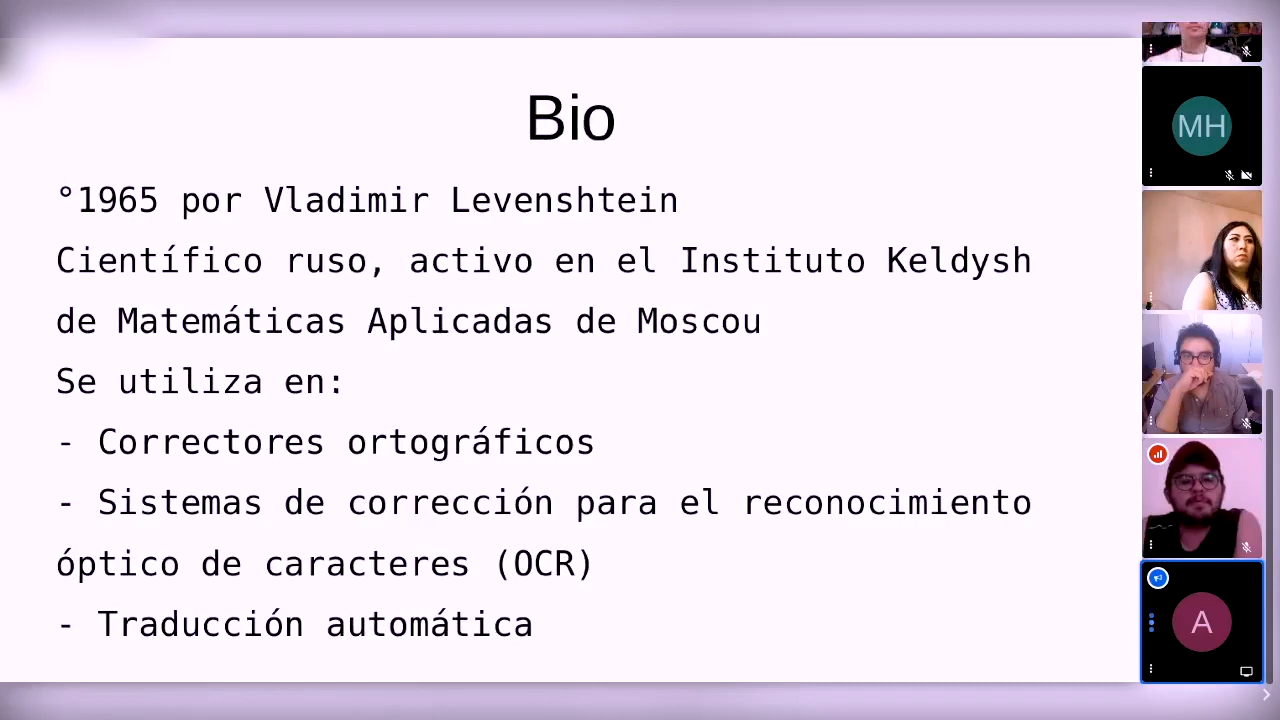 Bio
°1965 por Vladimir Levenshtein
Científico ruso, activo en el Instituto Keldysh
de Matemáticas Aplicadas de Moscou
Se utiliza en:
- Correctores ortográficos
- Sistemas de corrección para el reconocimiento
óptico de caracteres (OCR)
- Traducción automática
MH
A